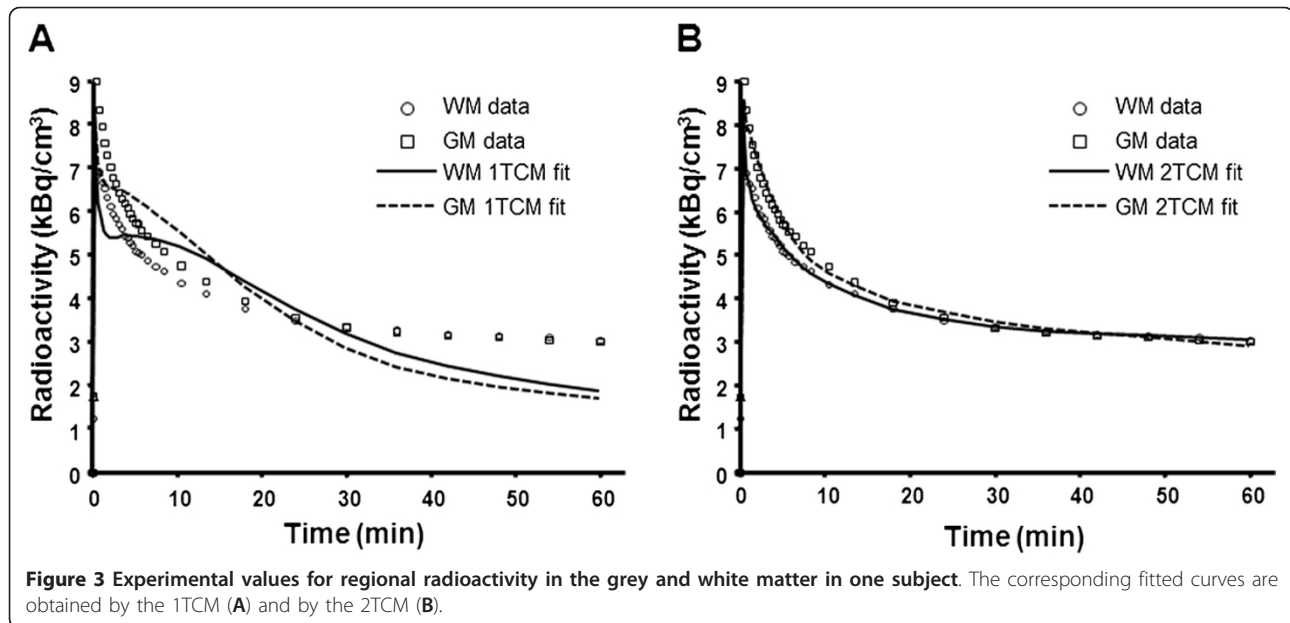 A
Radioactivity (kBq/cm³)
9
8
7
6
5
4
3
2
1
0
0 10 20 30 40 50 60
Time (min)
WM data
GM data
WM 1TCM fit
GM 1TCM fit
B
Radioactivity (kBq/cm³)
9
8
7
6
5
4
3
2
1
0
0 10 20 30 40 50 60
Time (min)
WM data
GM data
WM 2TCM fit
GM 2TCM fit
Figure 3 Experimental values for regional radioactivity in the grey and white matter in one subject. The corresponding fitted curves are
obtained by the 1TCM (A) and by the 2TCM (B).